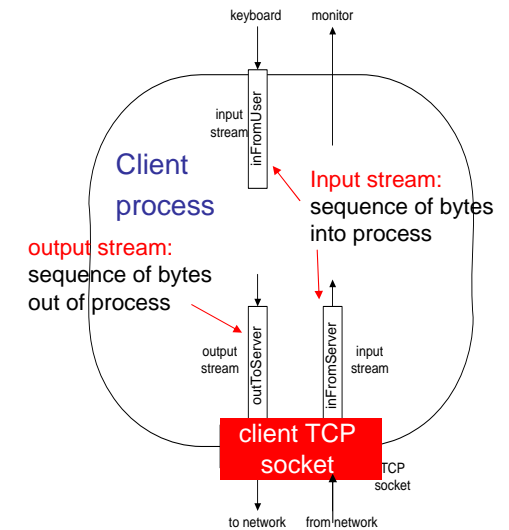 keyboard monitor
input
stream
inFromUser
Client
process
Input stream:
sequence of bytes
into process
output stream:
sequence of bytes
out of process
output
stream
outToServer
inFromServer
input
stream
client TCP
socket
TCP
socket
to network from network